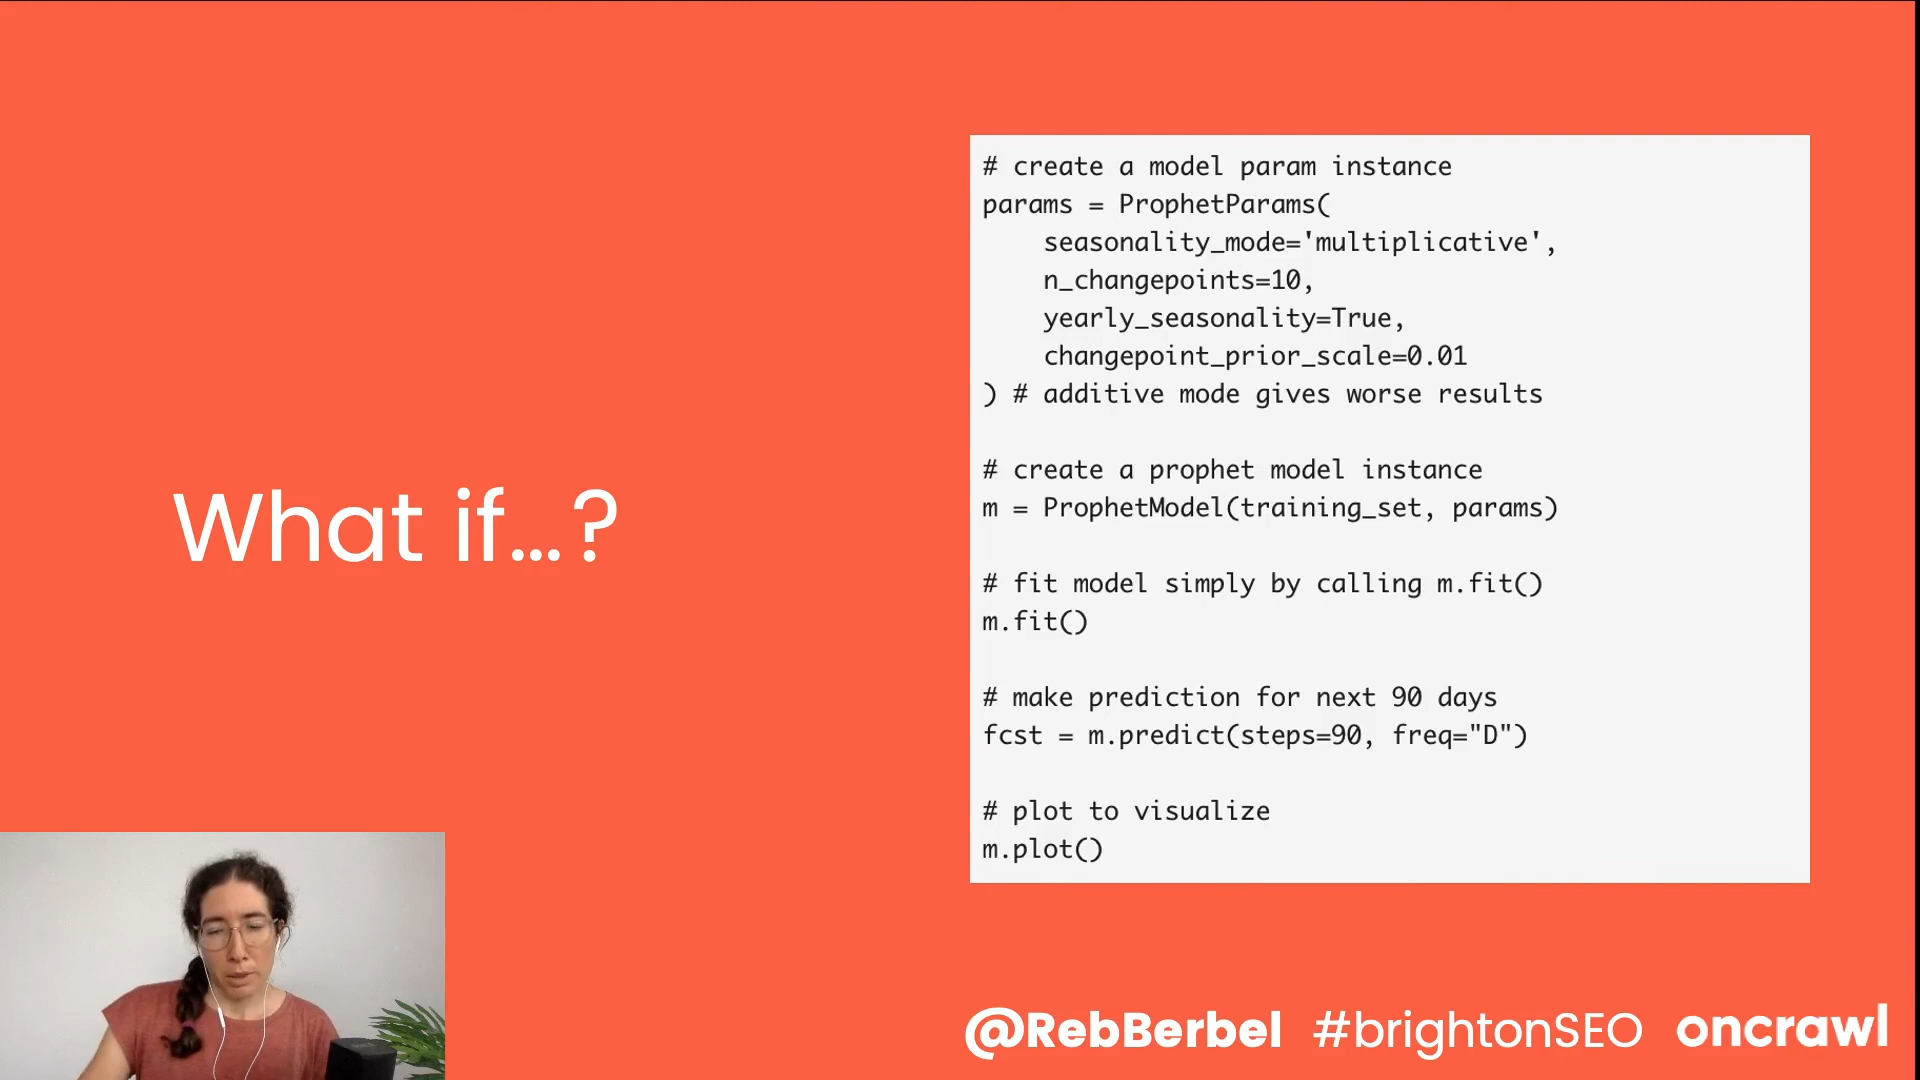 What if...?
# create a model param instance
params = ProphetParams(
    seasonality_mode='multiplicative',
    n_changepoints=10,
    yearly_seasonality=True,
    changepoint_prior_scale=0.01
) # additive mode gives worse results

# create a prophet model instance
m = ProphetModel(training_set, params)

# fit model simply by calling m.fit()
m.fit()

# make prediction for next 90 days
fcst = m.predict(steps=90, freq="D")

# plot to visualize
m.plot()
@RebBerbel #brightonSEO oncrawl